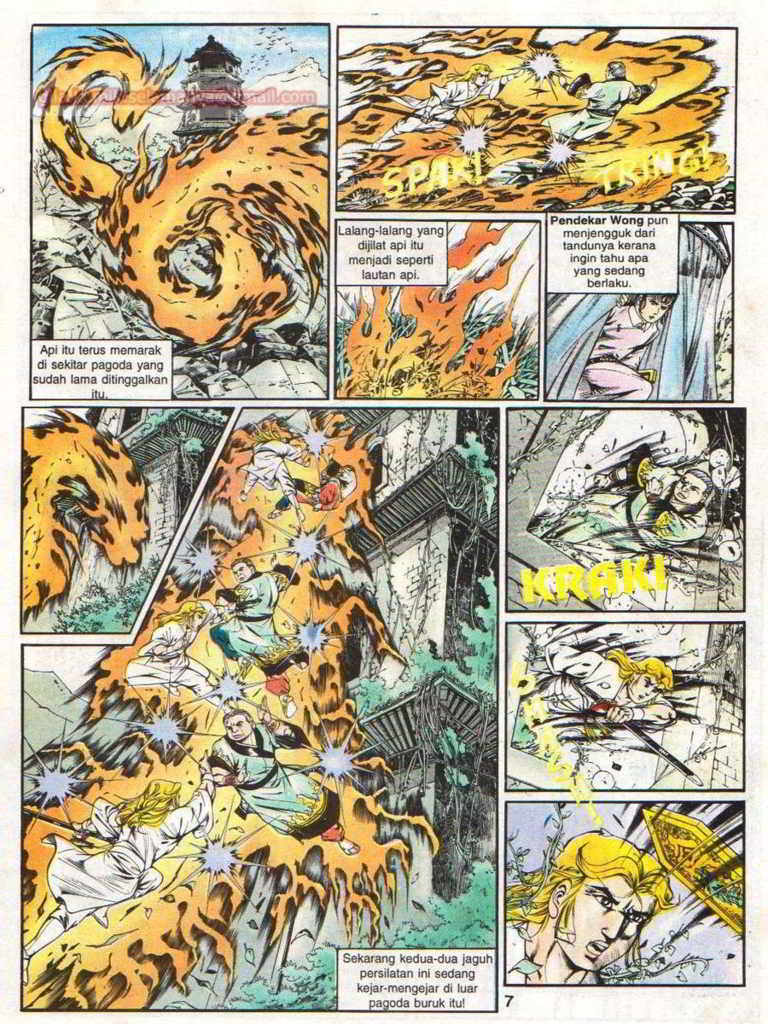 Api itu terus memarak
di sekitar pagoda yang
sudah lama ditinggalkan
itu.
SPAK!
TRING!
Lalang-lalang yang
dijilat api itu
menjadi seperti
lautan api.
Pendekar Wong pun
menjengguk dari
tandunya kerana
ingin tahu apa
yang sedang
berlaku.
Sekarang kedua-dua jaguh
persilatan ini sedang
kejar-mengejar di luar
pagoda buruk itu!
KRAK!
7